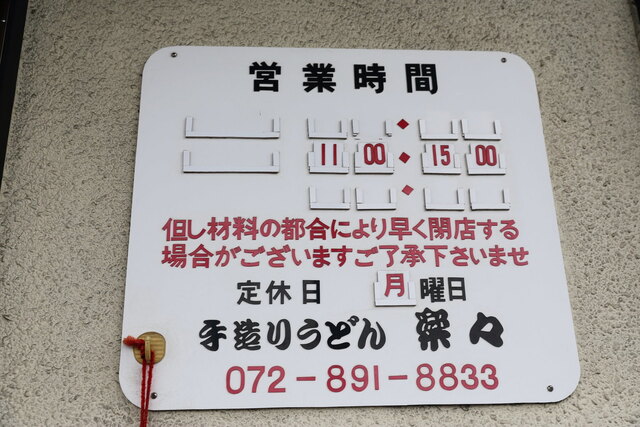 営業時間
11 00 ◆ 15 00
但し材料の都合により早く閉店する
場合がございますご了承下さいませ
定休日 月 曜日
手造りうどん 楽々
072-891-8833